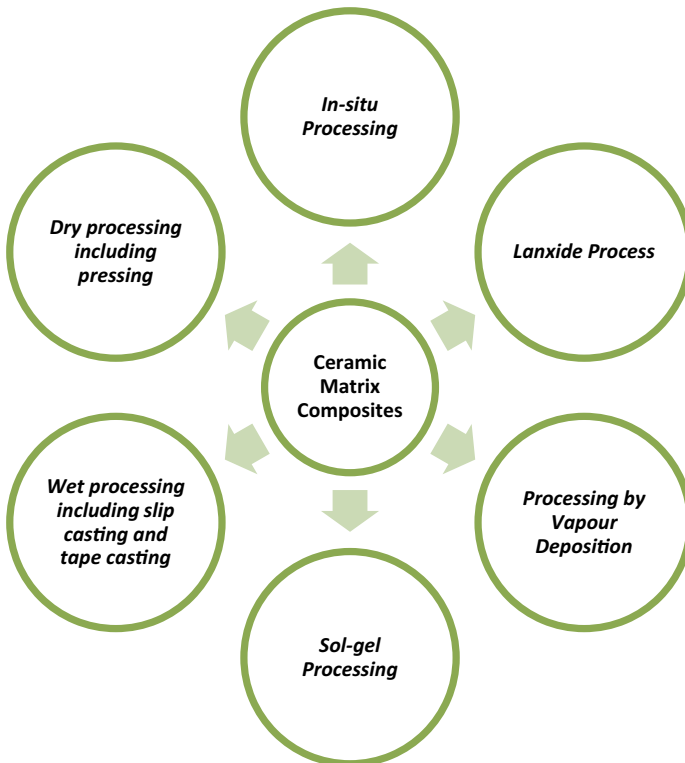 In-situ
Processing
Dry processing
including
pressing
Lanxide Process
Ceramic
Matrix
Composites
Wet processing
including slip
casting and
tape casting
Processing by
Vapour
Deposition
Sol-gel
Processing